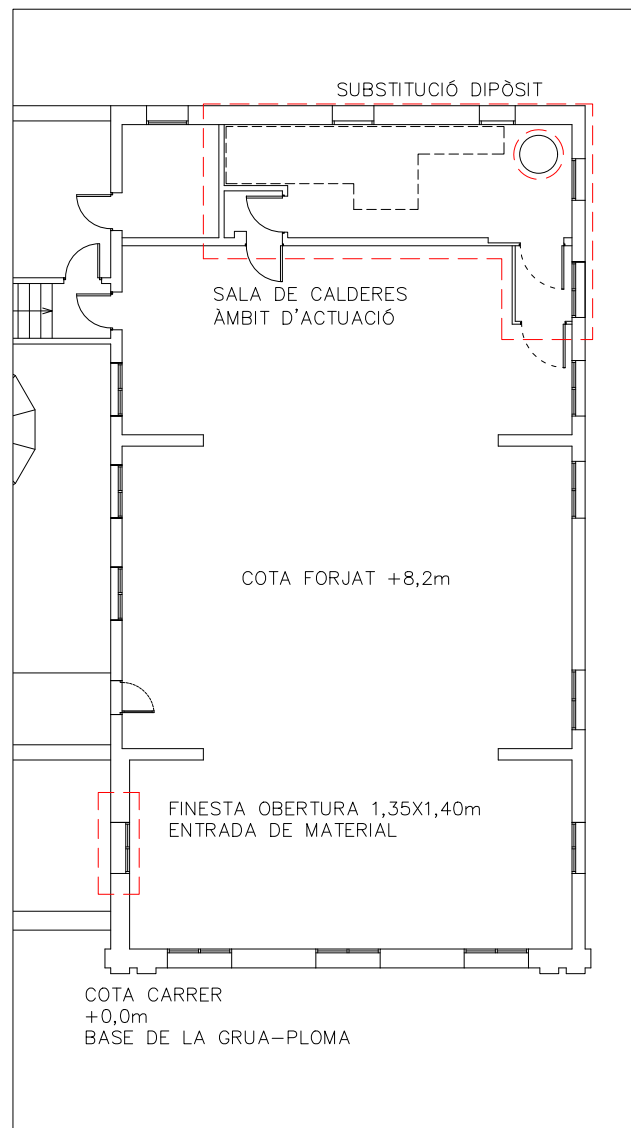 SUBSTITUCIÓ DIPÒSIT
SALA DE CALDERES
ÀMBIT D'ACTUACIÓ
COTA FORJAT +8,2m
FINESTA OBERTURA 1,35X1,40m
ENTRADA DE MATERIAL
COTA CARRER
+0,0m
BASE DE LA GRUA-PLOMA